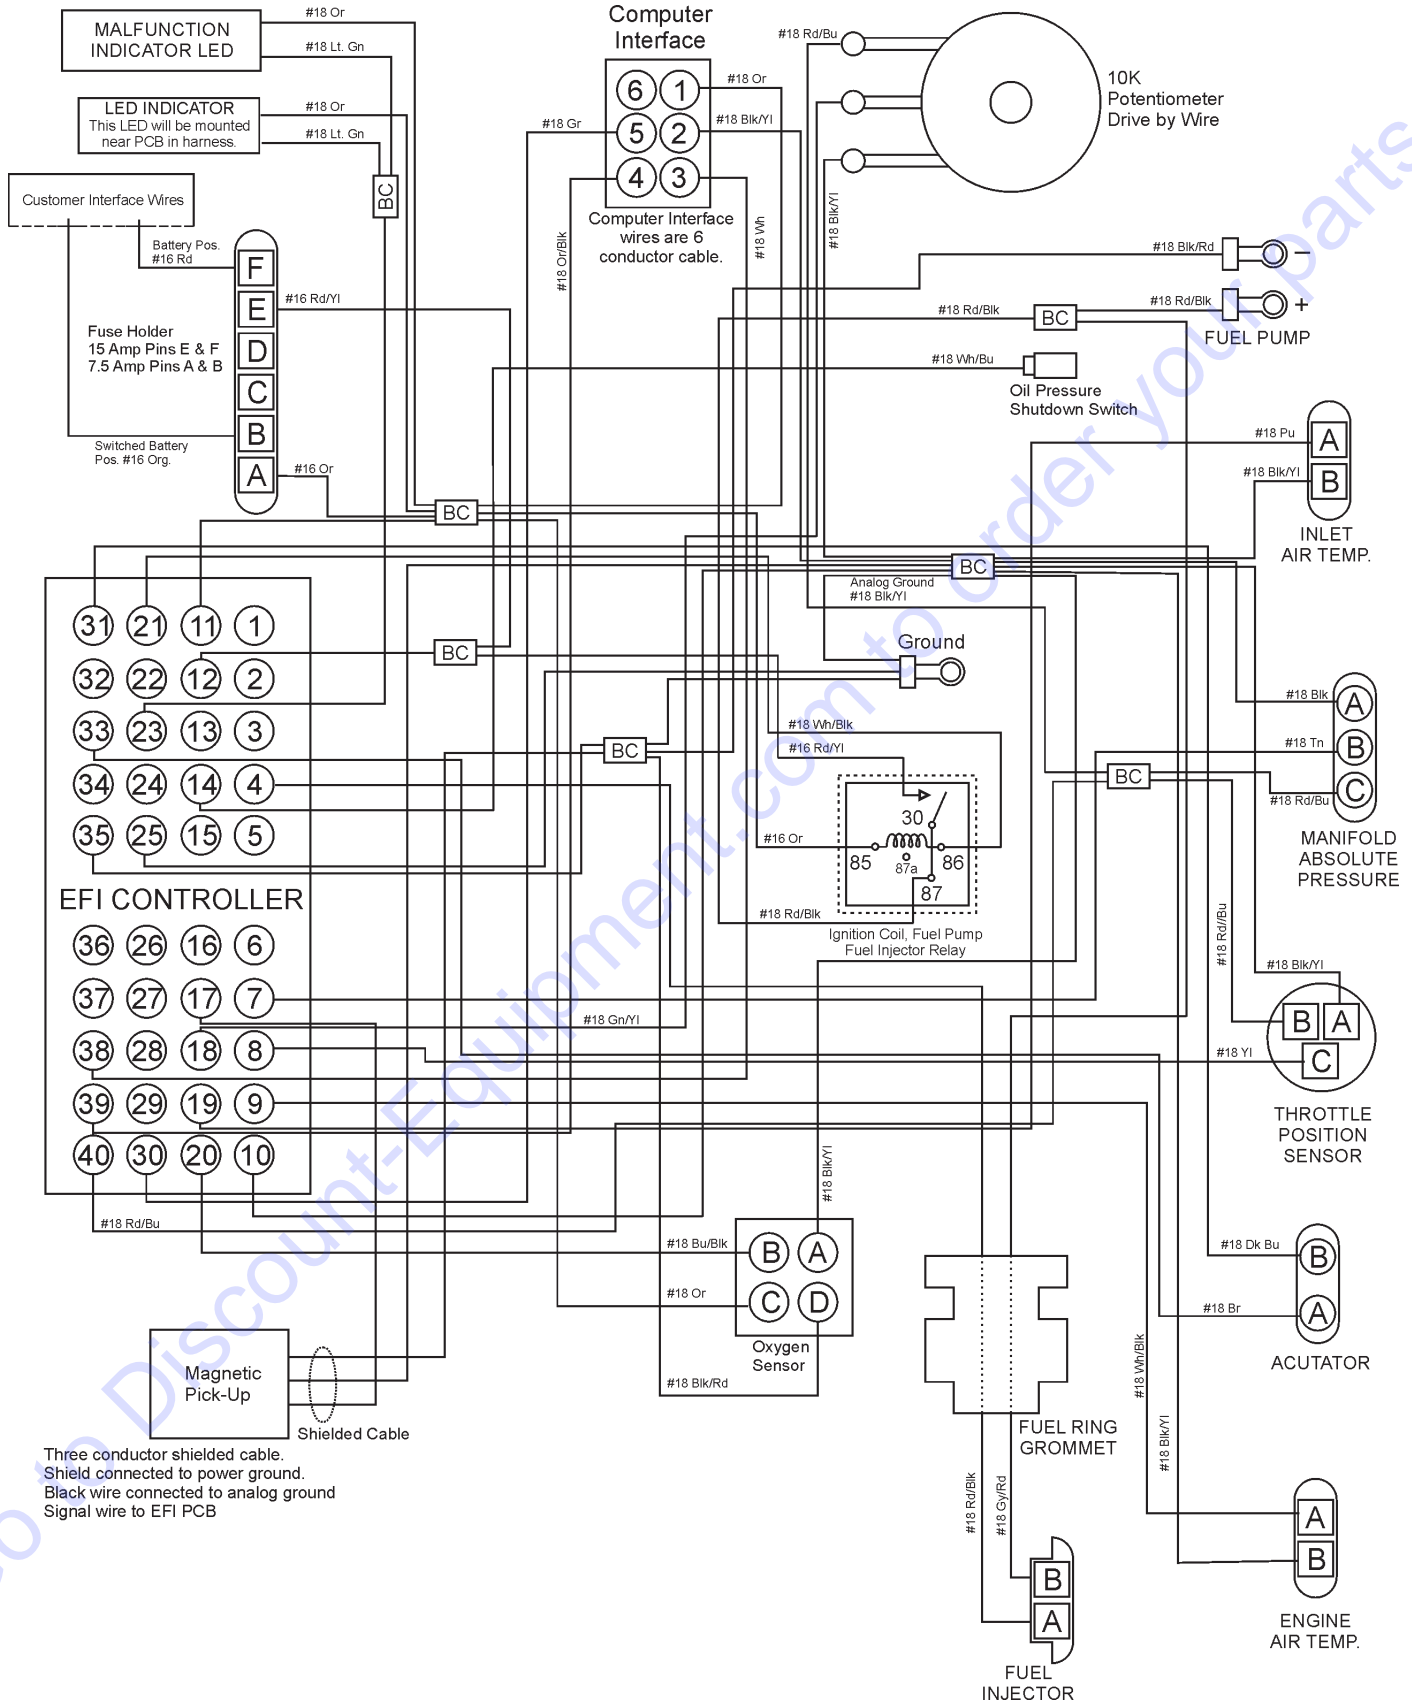 MALFUNCTION
INDICATOR LED
#18 Or
#18 Lt. Gn
LED INDICATOR
This LED will be mounted
near PCB in harness.
#18 Or
#18 Lt. Gn
BC
Customer Interface Wires
Battery Pos.
#16 Rd
F
E
D
C
B
A
#16 Rd/Yl
Fuse Holder
15 Amp Pins E & F
7.5 Amp Pins A & B
Switched Battery
Pos. #16 Org.
#16 Or
Computer
Interface
6 1
5 2
4 3
#18 Or
#18 Gr
#18 Blk/Yl
#18 Or/Blk
#18 Wh
Computer Interface
wires are 6
conductor cable.
#18 Rd/Bu
#18 Blk/Yl
10K
Potentiometer
Drive by Wire
#18 Blk/Rd
−
#18 Rd/Blk
BC
#18 Rd/Blk
+
FUEL PUMP
#18 Wh/Bu
Oil Pressure
Shutdown Switch
#18 Pu
A
#18 Blk/Yl
B
INLET
AIR TEMP.
BC
BC
Analog Ground
#18 Blk/Yl
Ground
31 21 11 1
32 22 12 2
33 23 13 3
34 24 14 4
35 25 15 5
EFI CONTROLLER
36 26 16 6
37 27 17 7
38 28 18 8
39 29 19 9
40 30 20 10
BC
BC
#18 Wh/Blk
#16 Rd/Yl
#16 Or
30
85
87a
86
87
#18 Rd/Blk
Ignition Coil, Fuel Pump
Fuel Injector Relay
#18 Blk
A
#18 Tn
B
BC
#18 Rd/Bu
C
MANIFOLD
ABSOLUTE
PRESSURE
#18 Rd//Bu
#18 Blk/Yl
B A
C
#18 Yl
THROTTLE
POSITION
SENSOR
#18 Gn/Yl
#18 Rd/Bu
#18 Blk/Yl
#18 Bu/Blk
B A
#18 Or
C D
Oxygen
Sensor
#18 Blk/Rd
#18 Dk Bu
B
#18 Br
A
ACUTATOR
Magnetic
Pick-Up
Shielded Cable
Three conductor shielded cable.
Shield connected to power ground.
Black wire connected to analog ground
Signal wire to EFI PCB
FUEL RING
GROMMET
#18 Wh/Blk
#18 Blk/Yl
#18 Rd/Blk
#18 Gy/Rd
B
A
FUEL
INJECTOR
A
B
ENGINE
AIR TEMP.
to Discount-Equipment.com to order your parts